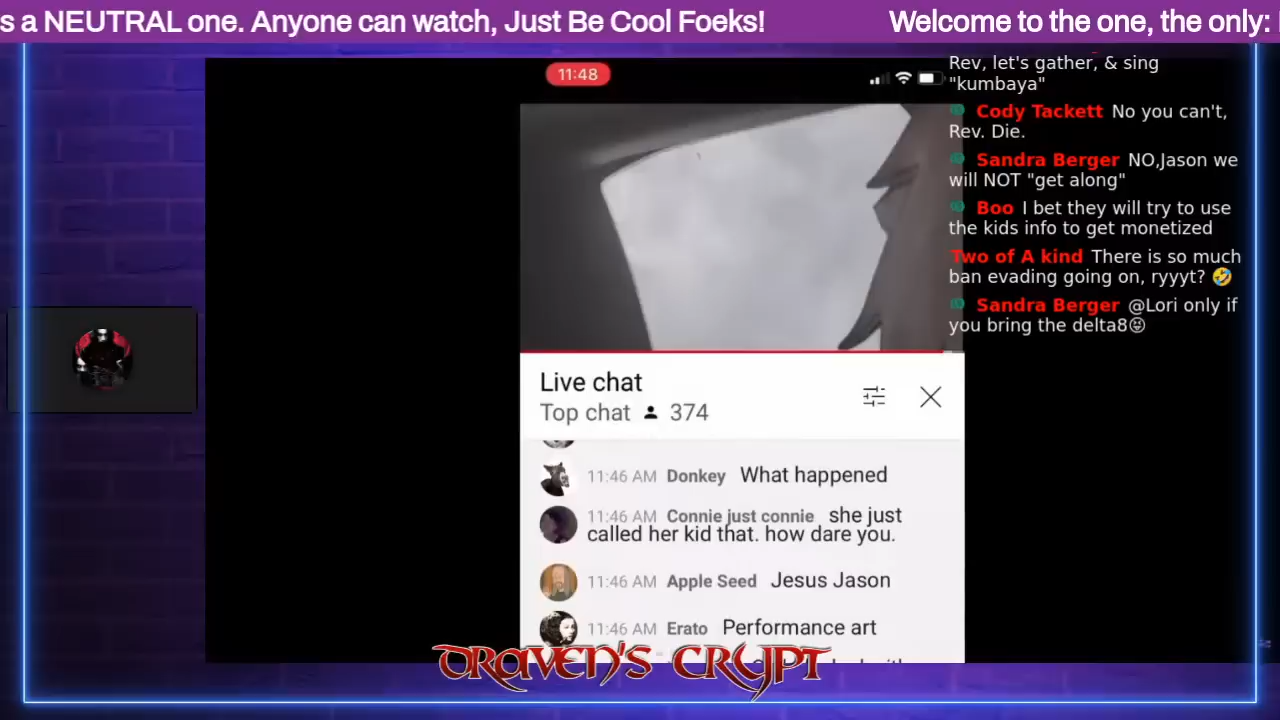 s a NEUTRAL one. Anyone can watch, Just Be Cool Foeks!
Welcome to the one, the only:
11:48
Rev, let's gather, & sing
"kumbaya"
Cody Tackett No you can't,
Rev. Die.
Sandra Berger NO,Jason we
will NOT "get along"
Boo I bet they will try to use
the kids info to get monetized
Two of A kind There is so much
ban evading going on, ryyyt? 🤣
Sandra Berger @Lori only if
you bring the delta8😝
Live chat
Top chat 374
11:46 AM Donkey What happened
11:46 AM Connie just connie she just
called her kid that. how dare you.
11:46 AM Apple Seed Jesus Jason
11:46 AM Erato Performance art
DRAVEN'S CRYPT